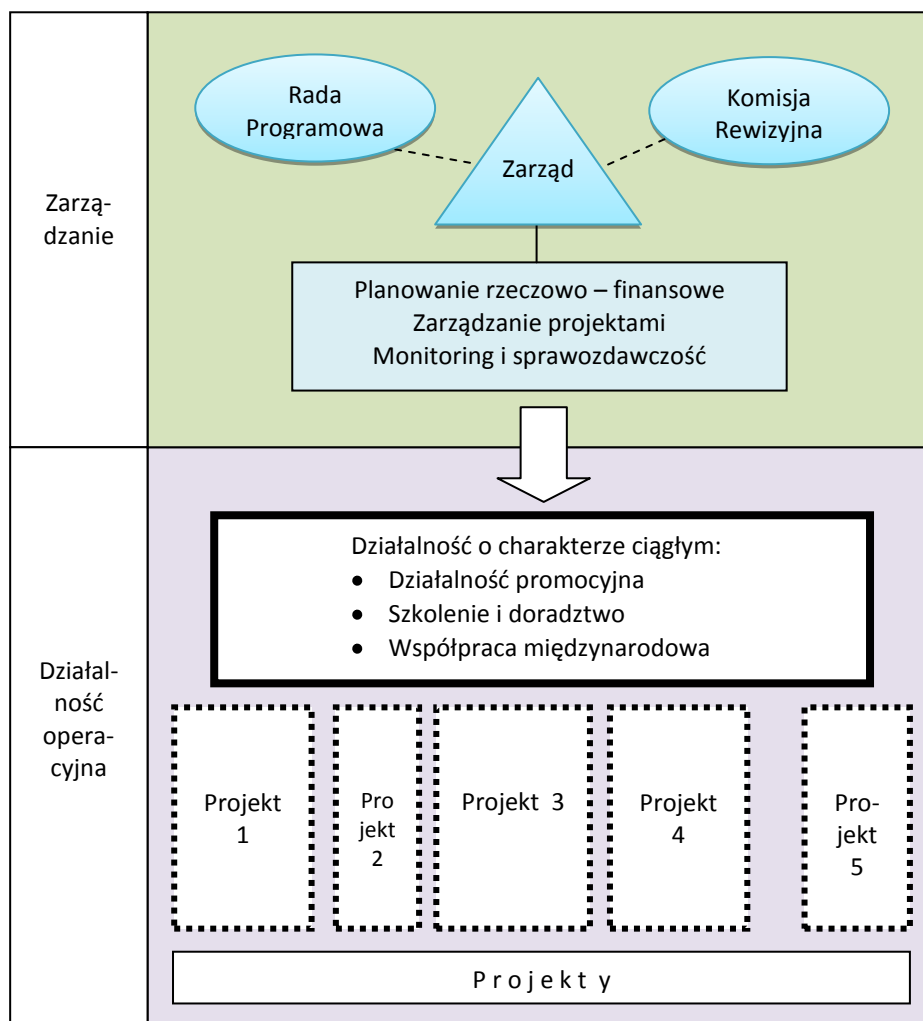 Zarzą-
dzanie
Rada
Programowa
Zarząd
Komisja
Rewizyjna
Planowanie rzeczowo – finansowe
Zarządzanie projektami
Monitoring i sprawozdawczość
Działal-
ność
opera-
cyjna
Działalność o charakterze ciągłym:
• Działalność promocyjna
• Szkolenie i doradztwo
• Współpraca międzynarodowa
Projekt
1
Pro
jekt
2
Projekt 3
Projekt
4
Pro-
jekt
5
P r o j e k t y